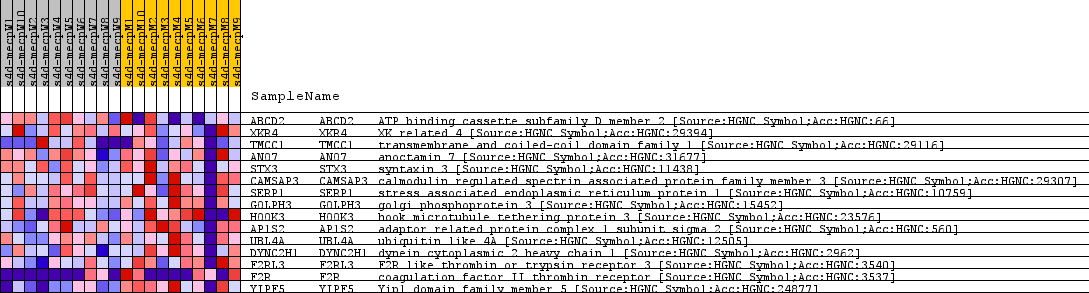 s4d-mecpW1
s4d-mecpW10
s4d-mecpW2
s4d-mecpW3
s4d-mecpW4
s4d-mecpW5
s4d-mecpW6
s4d-mecpW7
s4d-mecpW8
s4d-mecpW9
s4d-mecpM1
s4d-mecpM10
s4d-mecpM2
s4d-mecpM3
s4d-mecpM4
s4d-mecpM5
s4d-mecpM6
s4d-mecpM7
s4d-mecpM8
s4d-mecpM9
SampleName
ABCD2 ABCD2 ATP binding cassette subfamily D member 2 [Source:HGNC Symbol;Acc:HGNC:66]
XKR4 XKR4 XK related 4 [Source:HGNC Symbol;Acc:HGNC:29394]
TMCC1 TMCC1 transmembrane and coiled-coil domain family 1 [Source:HGNC Symbol;Acc:HGNC:29116]
ANO7 ANO7 anoctamin 7 [Source:HGNC Symbol;Acc:HGNC:31677]
STX3 STX3 syntaxin 3 [Source:HGNC Symbol;Acc:HGNC:11438]
CAMSAP3 CAMSAP3 calmodulin regulated spectrin associated protein family member 3 [Source:HGNC Symbol;Acc:HGNC:29307]
SERP1 SERP1 stress associated endoplasmic reticulum protein 1 [Source:HGNC Symbol;Acc:HGNC:10759]
GOLPH3 GOLPH3 golgi phosphoprotein 3 [Source:HGNC Symbol;Acc:HGNC:15452]
HOOK3 HOOK3 hook microtubule tethering protein 3 [Source:HGNC Symbol;Acc:HGNC:23576]
AP1S2 AP1S2 adaptor related protein complex 1 subunit sigma 2 [Source:HGNC Symbol;Acc:HGNC:560]
UBL4A UBL4A ubiquitin like 4A [Source:HGNC Symbol;Acc:HGNC:12505]
DYNC2H1 DYNC2H1 dynein cytoplasmic 2 heavy chain 1 [Source:HGNC Symbol;Acc:HGNC:2962]
F2RL3 F2RL3 F2R like thrombin or trypsin receptor 3 [Source:HGNC Symbol;Acc:HGNC:3540]
F2R F2R coagulation factor II thrombin receptor [Source:HGNC Symbol;Acc:HGNC:3537]
YIPF5 YIPF5 Yip1 domain family member 5 [Source:HGNC Symbol;Acc:HGNC:24877]